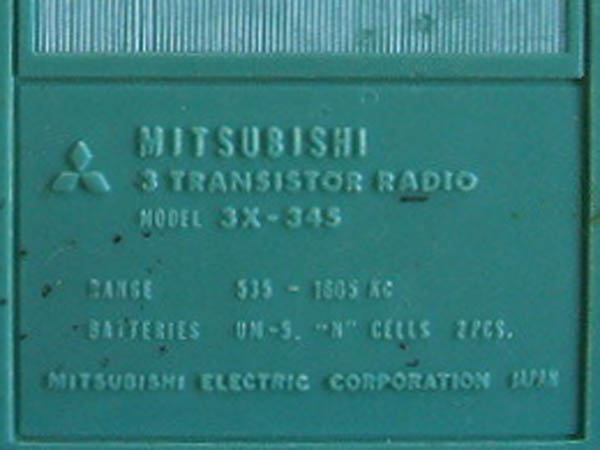 MITSUBISHI
3 TRANSISTOR RADIO
MODEL 3X-345
RANGE 535 - 1605 KC
BATTERIES UM-5. "N" CELLS 2PCS.
MITSUBISHI ELECTRIC CORPORATION JAPAN